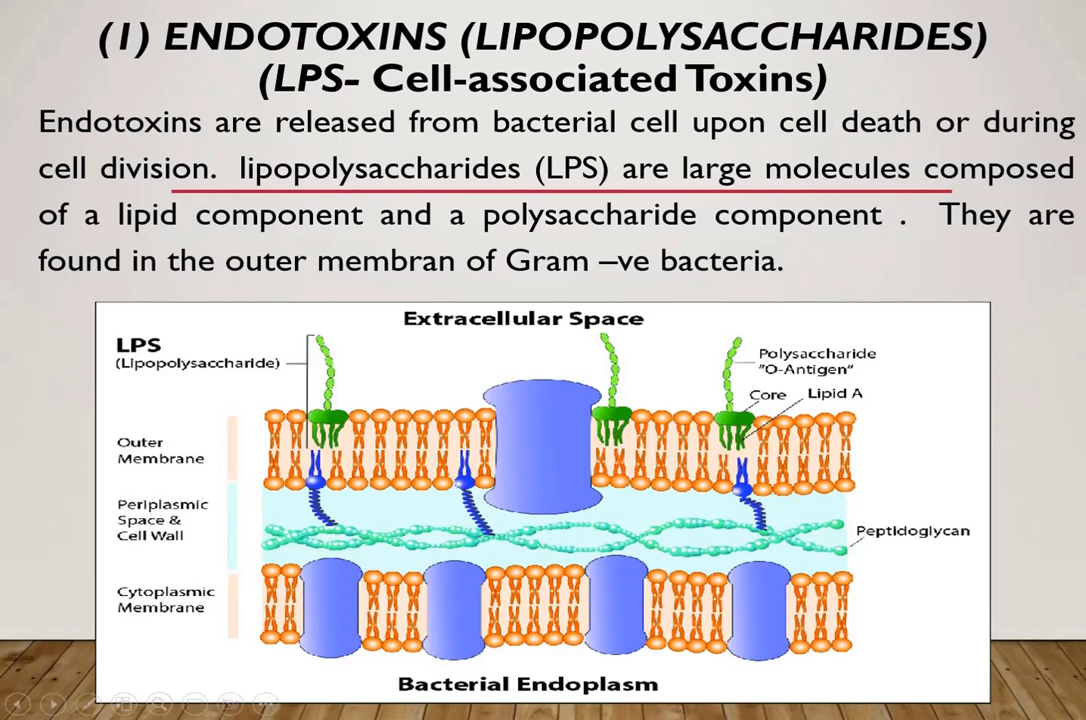 (1) ENDOTOXINS (LIPOPOLYSACCHARIDES)
(LPS- Cell-associated Toxins)
Endotoxins are released from bacterial cell upon cell death or during
cell division. lipopolysaccharides (LPS) are large molecules composed
of a lipid component and a polysaccharide component . They are
found in the outer membran of Gram –ve bacteria.
Extracellular Space
LPS
(Lipopolysaccharide)
Polysaccharide
"O-Antigen"
Core
Lipid A
Outer
Membrane
Periplasmic
Space &
Cell Wall
Peptidoglycan
Cytoplasmic
Membrane
Bacterial Endoplasm